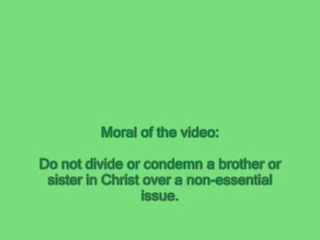 Moral of the video:
Do not divide or condemn a brother or
sister in Christ over a non-essential
issue.